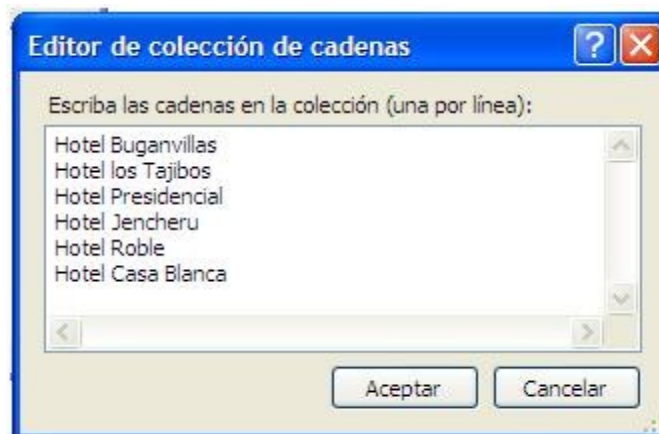 Editor de colección de cadenas
Escriba las cadenas en la colección (una por línea):
Hotel Buganvillas
Hotel los Tajibos
Hotel Presidencial
Hotel Jencheru
Hotel Roble
Hotel Casa Blanca
Aceptar Cancelar